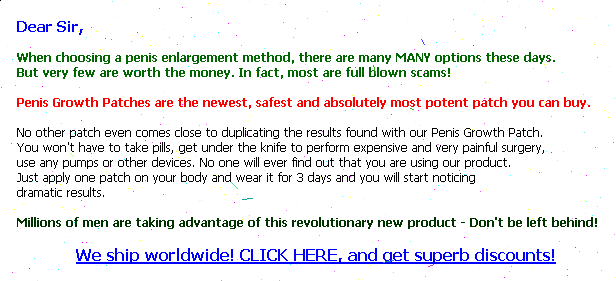 Dear Sir,
When choosing a penis enlargement method, there are many MANY options these days.
But very few are worth the money. In fact, most are full blown scams!
Penis Growth Patches are the newest, safest and absolutely most potent patch you can buy.
No other patch even comes close to duplicating the results found with our Penis Growth Patch.
You won't have to take pills, get under the knife to perform expensive and very painful surgery,
use any pumps or other devices. No one will ever find out that you are using our product.
Just apply one patch on your body and wear it for 3 days and you will start noticing
dramatic results.
Millions of men are taking advantage of this revolutionary new product - Don't be left behind!
We ship worldwide! CLICK HERE, and get superb discounts!